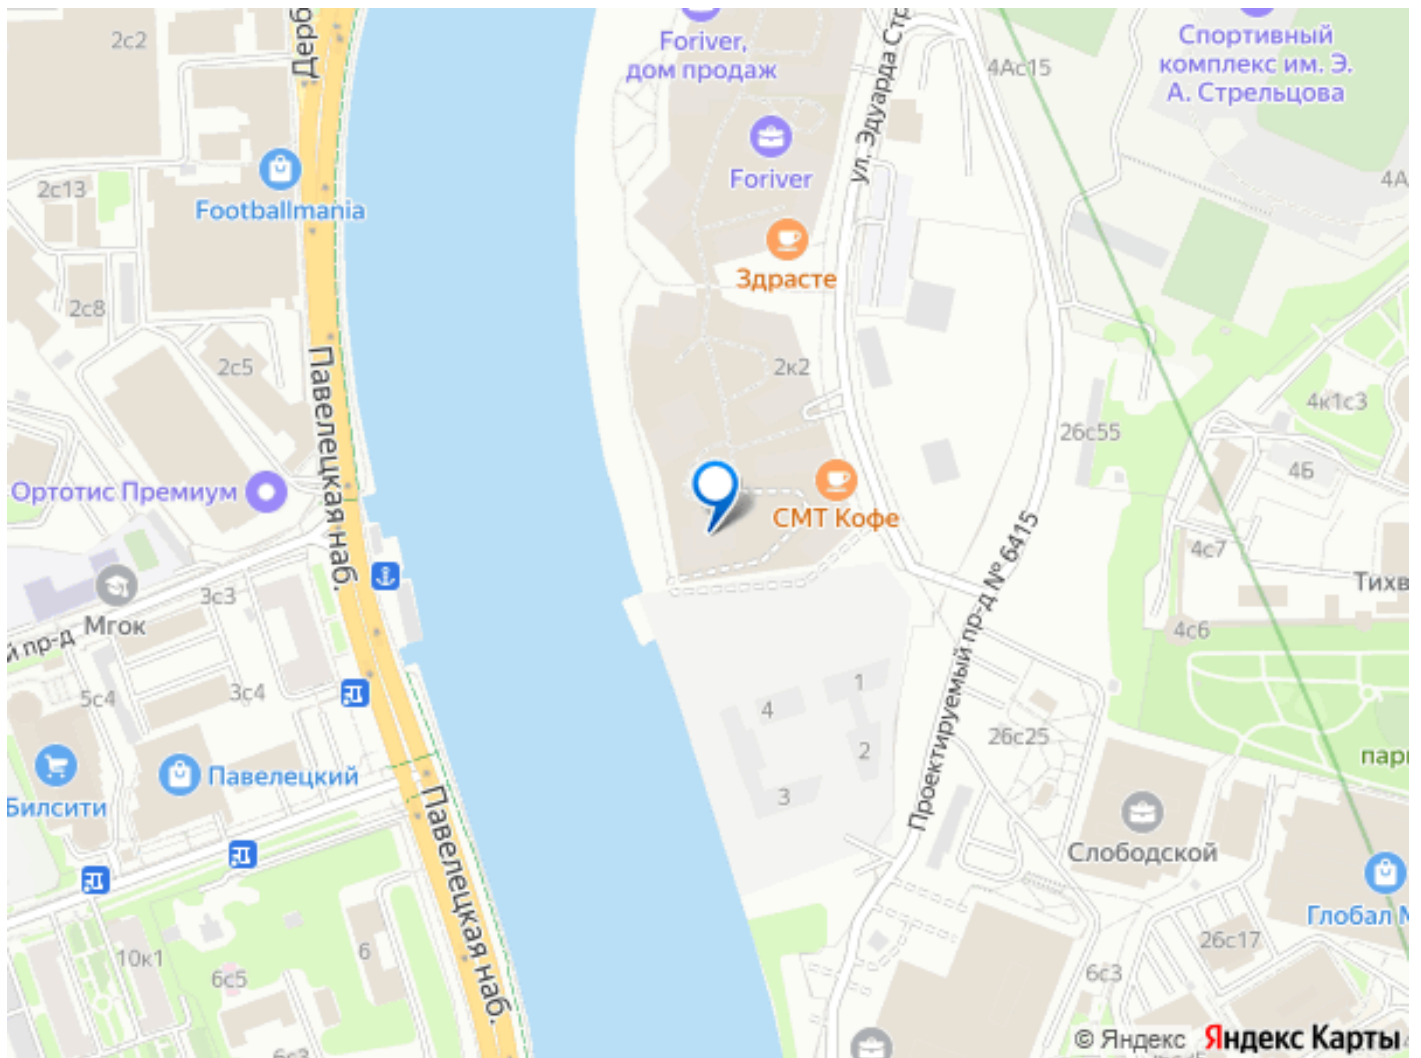 2с2
Дерб
Foriver,
дом продаж
ул. Эдуарда Стр
4Ас15
Спортивный
комплекс им. Э.
А. Стрельцова
Foriver
4А
2с13
Footballmania
Здрасте
2с8
2с5
2к2
Павелецкая наб.
4к1с3
26с55
4Б
Ортотис Премиум
СМТ Кофе
Проектируемый пр-д № 6415
4с7
Тихв
3с3
Мгок
й пр-д
4с6
5с4
3с4
1
4
2
26с25
пар
Павелецкий
Билсити
3
Павелецкая наб.
Слободской
Глобал М
26с17
10к1
6
6с5
6с3
6с3
© Яндекс Яндекс Карты